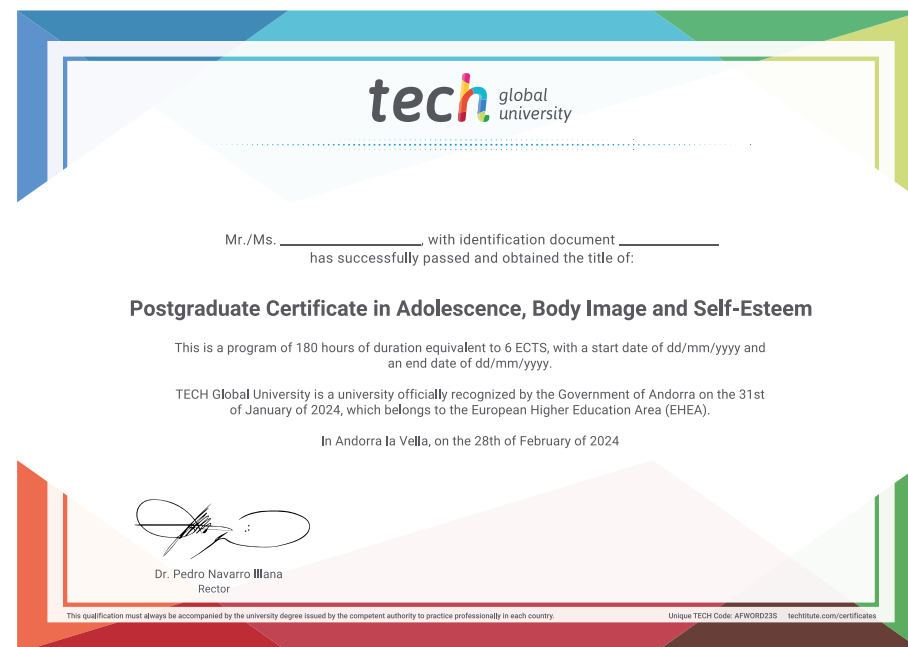 tech global university
Mr./Ms. ____________, with identification document ____________
has successfully passed and obtained the title of:
Postgraduate Certificate in Adolescence, Body Image and Self-Esteem
This is a program of 180 hours of duration equivalent to 6 ECTS, with a start date of dd/mm/yyyy and
an end date of dd/mm/yyyy.
TECH Global University is a university officially recognized by the Government of Andorra on the 31st
of January of 2024, which belongs to the European Higher Education Area (EHEA).
In Andorra la Vella, on the 28th of February of 2024
Dr. Pedro Navarro Illana
Rector
This qualification must always be accompanied by the university degree issued by the competent authority to practice professionally in each country. Unique TECH Code: AFWORD23S techtitute.com/certificates